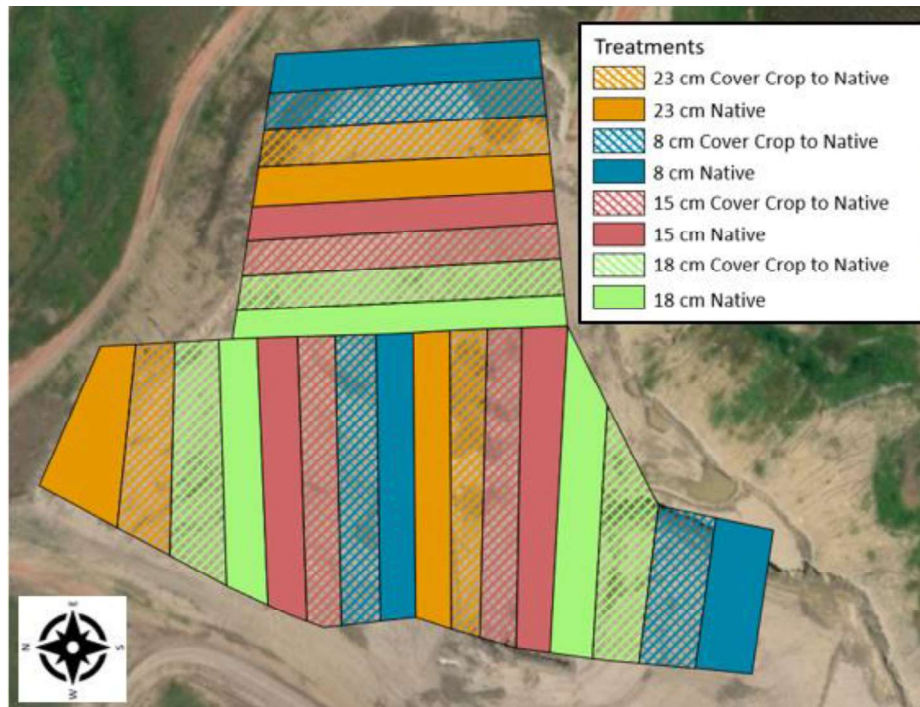 Treatments
23 cm Cover Crop to Native
23 cm Native
8 cm Cover Crop to Native
8 cm Native
15 cm Cover Crop to Native
15 cm Native
18 cm Cover Crop to Native
18 cm Native
E
N
S
W